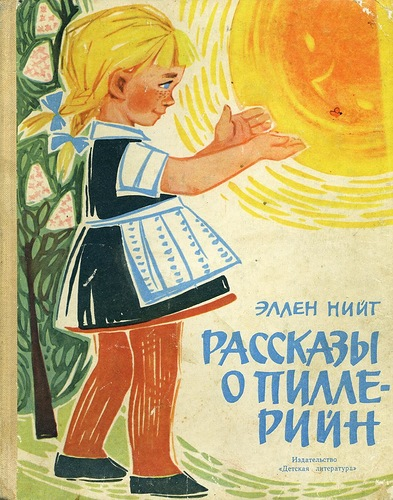 ЭЛЛЕН НИЙТ
РАССКАЗЫ
О ПИЛЛЕ-
РИЙН
Издательство
«Детская литература»